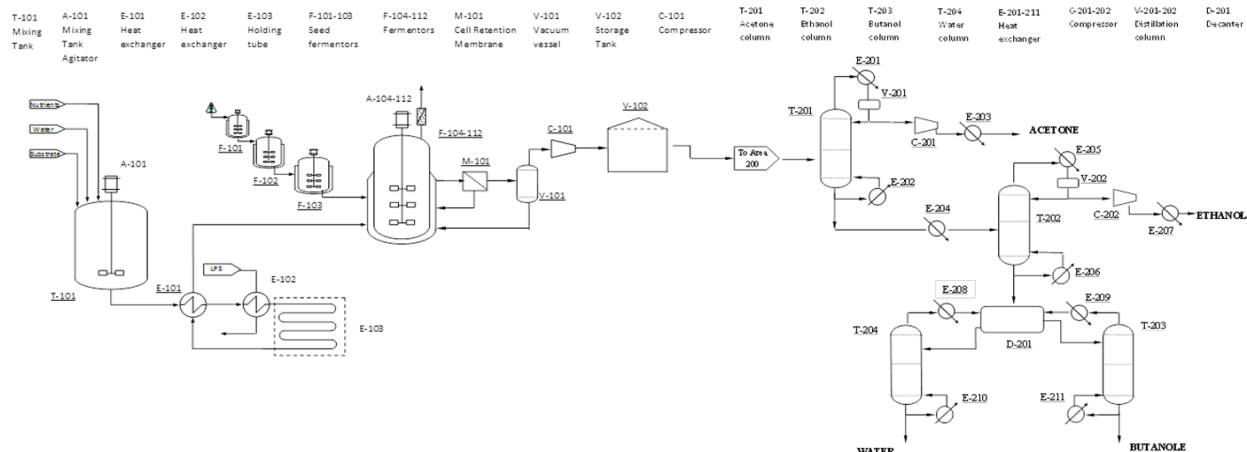 T-101 A-101 E-101 E-102 E-103 F-101-103 F-104-112 M-101 V-101 V-102 C-101 T-201 T-202 T-203 T-204 E-201-211 C-201-202 V-201-202 D-201
Mixing Mixing Heat Heat Holding Seed Fermentors Cell Retention Vacuum Storage Compressor Acetone Ethanol Butanol Water Heat Compressor Distillation Decanter
Tank Tank exchanger exchanger tube fermentors Membrane vessel Tank column column column column exchanger column
Agitator
E-201
A-104-112
V-102
V-201
Nutrients
T-201
F-104-112
C-101
E-203
Water
ACETONE
F-101
C-201
Substrate
A-101
E-205
M-101
To Area
200
F-102
V-202
E-202
F-103
V-101
E-204
C-202
ETHANOL
T-202
E-207
LPS
E-102
E-206
T-101
E-101
E-208
E-209
E-103
T-204
T-203
D-201
E-210
E-211
WATER
BUTANOLE